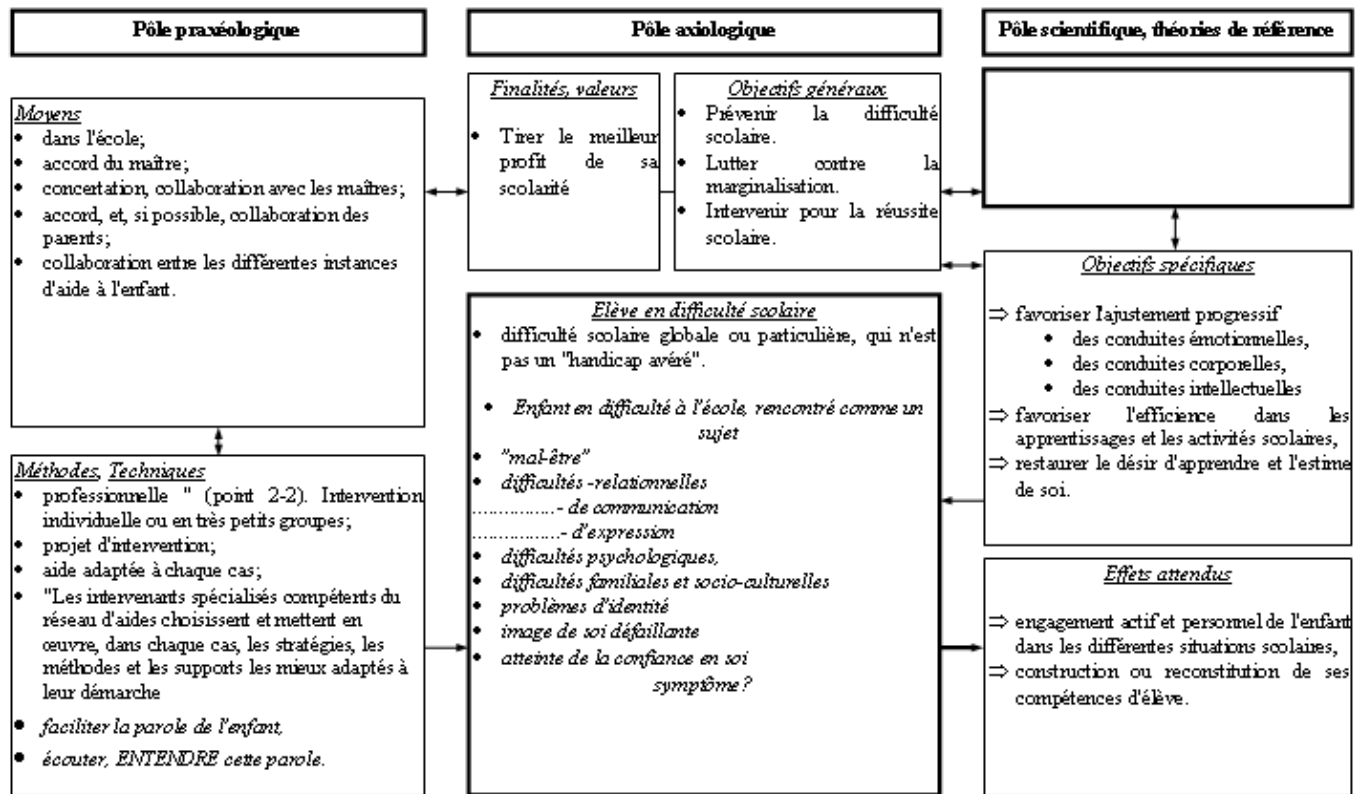 Pôle praxéologique
Pôle axiologique
Pôle scientifique, théories de référence
Moyens
• dans l'école;
• accord du maître;
• concertation, collaboration avec les maîtres;
• accord, et, si possible, collaboration des
parents;
• collaboration entre les différentes instances
d'aide à l'enfant.
Méthodes, Techniques
• professionnelle " (point 2-2). Intervention
individuelle ou en très petits groupes;
• projet d'intervention;
• aide adaptée à chaque cas;
• "Les intervenants spécialisés compétents du
réseau d'aides choisissent et mettent en
œuvre, dans chaque cas, les stratégies, les
méthodes et les supports les mieux adaptés à
leur démarche
• faciliter la parole de l'enfant,
• écouter, ENTENDRE cette parole.
Finalités, valeurs
• Tirer le meilleur
profit de sa
scolarité
Objectifs généraux
• Prévenir la difficulté
scolaire.
• Lutter contre la
marginalisation.
• Intervenir pour la réussite
scolaire.
Elève en difficulté scolaire
• difficulté scolaire globale ou particulière, qui n'est
pas un "handicap avéré".
• Enfant en difficulté à l'école, rencontré comme un
sujet
• "mal-être"
• difficultés -relationnelles
.................- de communication
.................- d'expression
• difficultés psychologiques,
• difficultés familiales et socio-culturelles
• problèmes d'identité
• image de soi défaillante
• atteinte de la confiance en soi
symptôme?
Objectifs spécifiques
⇒ favoriser l'ajustement progressif
• des conduites émotionnelles,
• des conduites corporelles,
• des conduites intellectuelles
⇒ favoriser l'efficience dans les
apprentissages et les activités scolaires,
⇒ restaurer le désir d'apprendre et l'estime
de soi.
Effets attendus
⇒ engagement actif et personnel de l'enfant
dans les différentes situations scolaires,
⇒ construction ou reconstitution de ses
compétences d'élève.